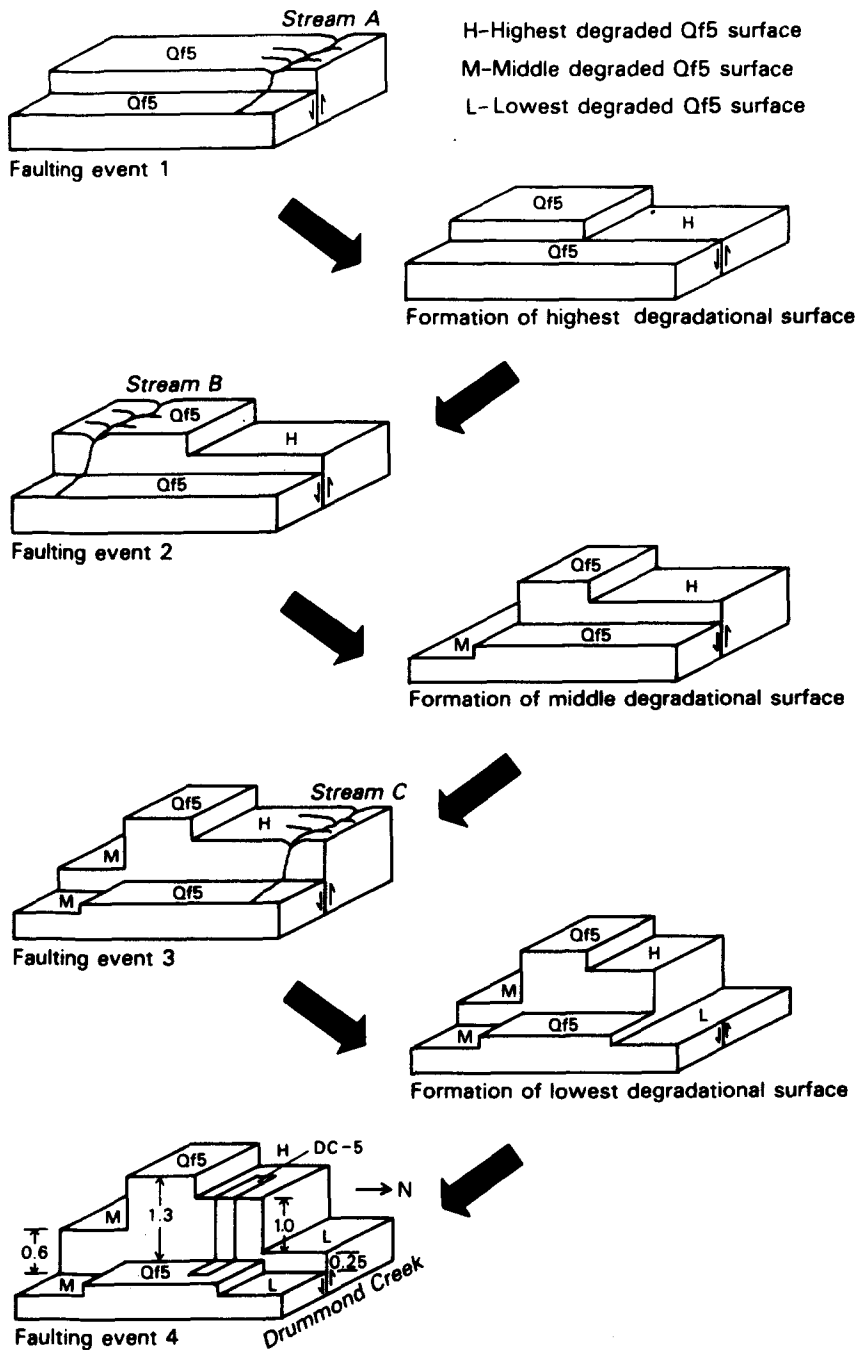 Stream A
H-Highest degraded Qf5 surface
M-Middle degraded Qf5 surface
L-Lowest degraded Qf5 surface
Qf5
Qf5
Faulting event 1
Qf5
H
Qf5
Formation of highest degradational surface
Stream B
Qf5
H
Qf5
Faulting event 2
Qf5
H
M
Qf5
Formation of middle degradational surface
Stream C
Qf5
H
M
M
Qf5
Faulting event 3
Qf5
H
M
L
Qf5
M
Formation of lowest degradational surface
H
DC-5
Qf5
N
M
1.3
1.0
L
0.6
0.25
M
Qf5
L
Drummond Creek
Faulting event 4